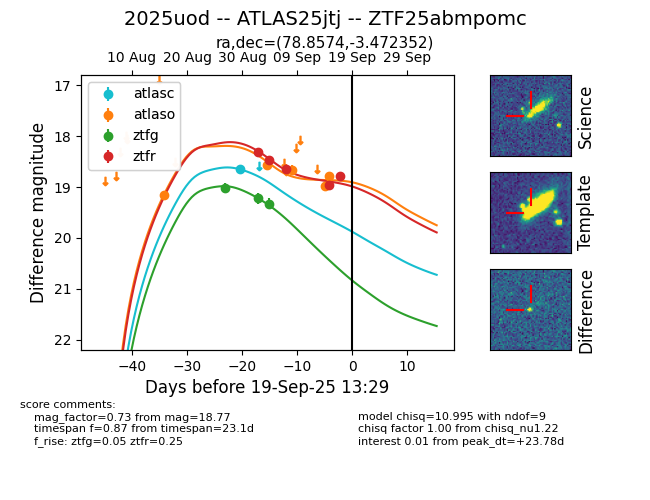 2025uod -- ATLAS25jtj -- ZTF25abmpomc
ra,dec=(78.8574,-3.472352)
10 Aug 20 Aug 30 Aug 09 Sep 19 Sep 29 Sep
atlasc
atlaso
ztfg
ztfr
17
18
19
20
21
22
Difference magnitude
−40 −30 −20 −10 0 10
Days before 19-Sep-25 13:29
Science
Template
Difference
score comments:
mag_factor=0.73 from mag=18.77
timespan f=0.87 from timespan=23.1d
f_rise: ztfg=0.05 ztfr=0.25
model chisq=10.995 with ndof=9
chisq factor 1.00 from chisq_nu1.22
interest 0.01 from peak_dt=+23.78d